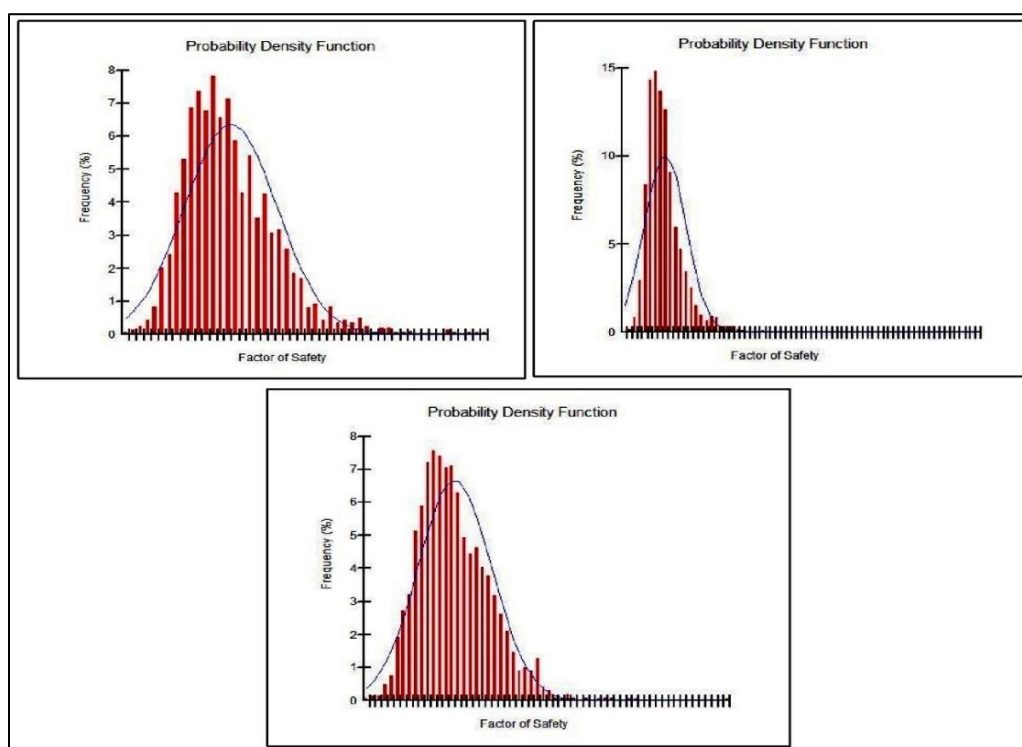 Probability Density Function
8
7
6
5
4
3
2
1
0
Frequency (%)
Factor of Safety
Probability Density Function
15
10
5
0
Frequency (%)
Factor of Safety
Probability Density Function
8
7
6
5
4
3
2
1
0
Frequency (%)
Factor of Safety